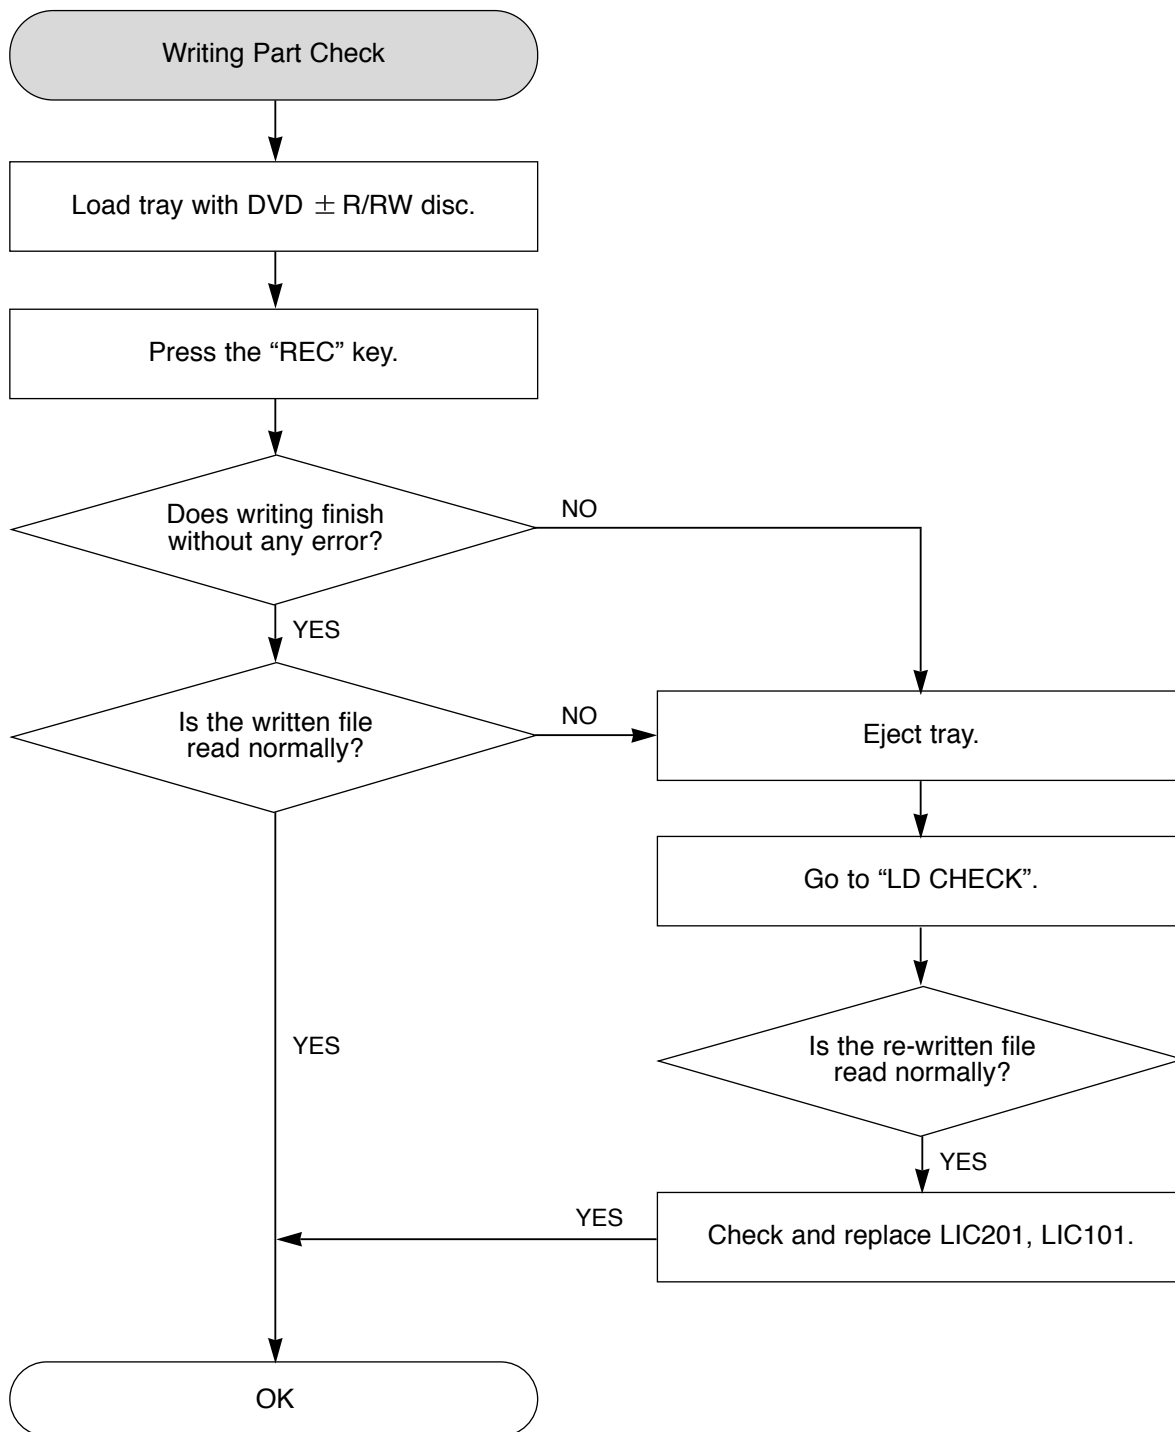 Writing Part Check
Load tray with DVD ± R/RW disc.
Press the “REC” key.
Does writing finish
without any error?
NO
YES
Is the written file
read normally?
NO
Eject tray.
Go to “LD CHECK”.
YES
Is the re-written file
read normally?
YES
YES
Check and replace LIC201, LIC101.
OK